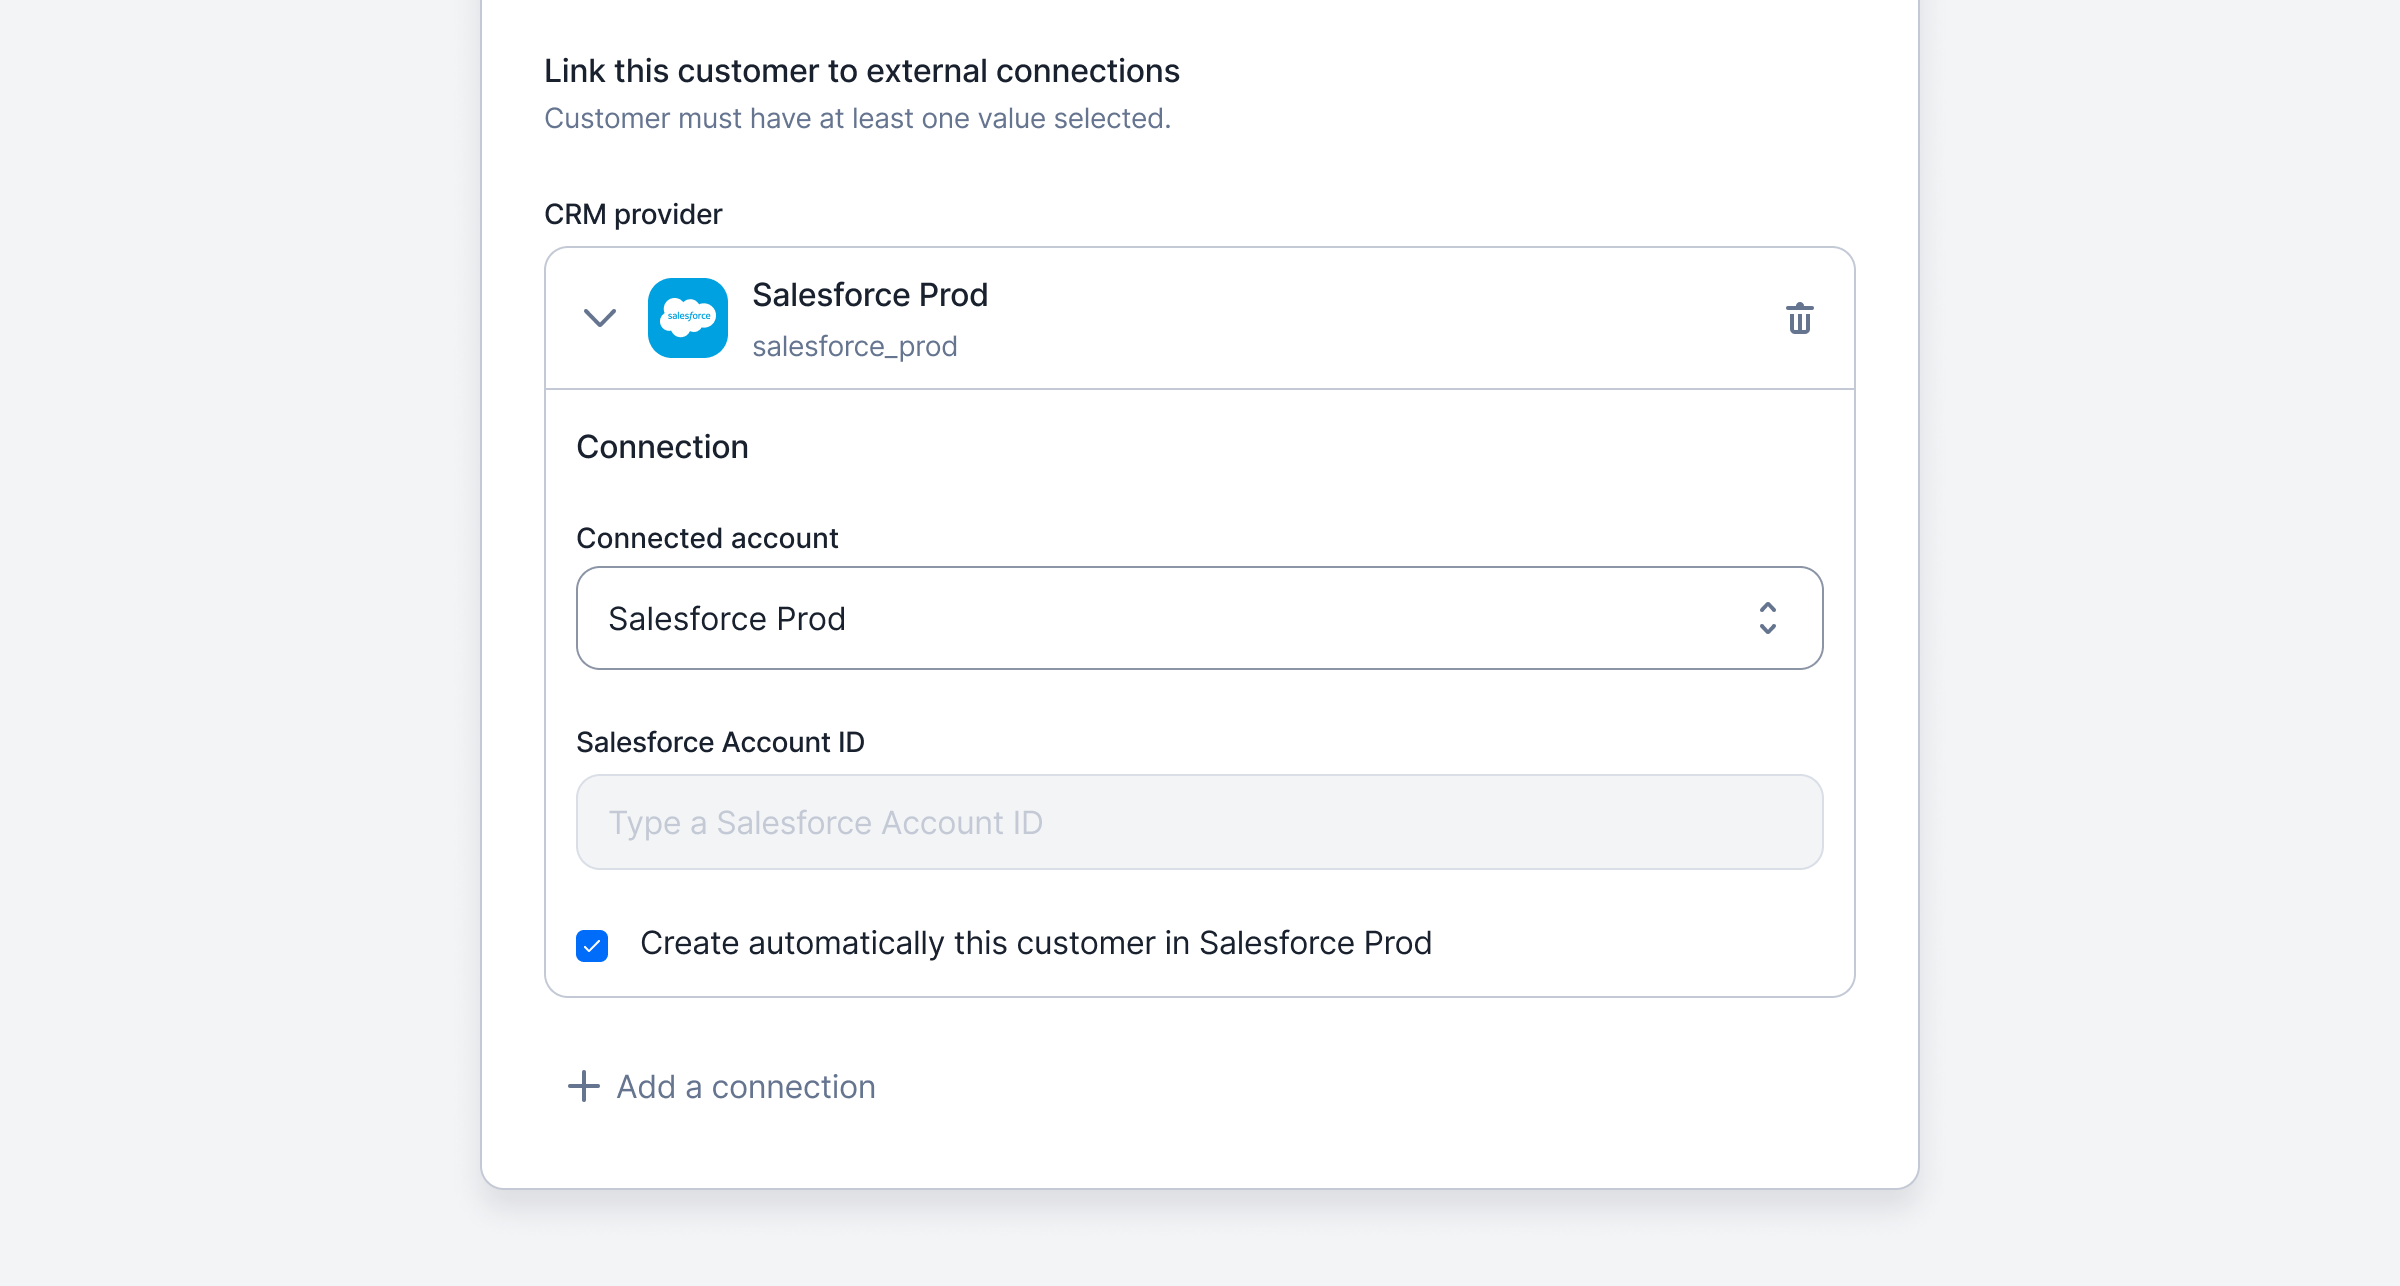 Link this customer to external connections
Customer must have at least one value selected.
CRM provider
salesforce
Salesforce Prod
salesforce_prod
Connection
Connected account
Salesforce Prod
Salesforce Account ID
Type a Salesforce Account ID
Create automatically this customer in Salesforce Prod
Add a connection